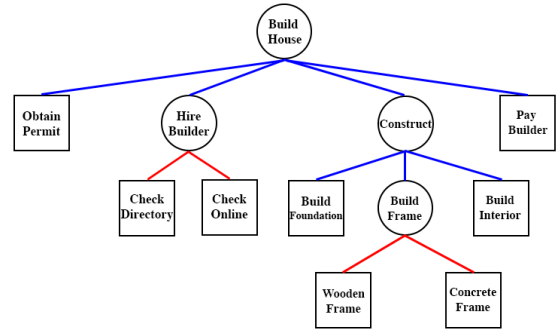 Build
House
Obtain
Permit
Hire
Builder
Construct
Pay
Builder
Check
Directory
Check
Online
Build
Foundation
Build
Frame
Build
Interior
Wooden
Frame
Concrete
Frame